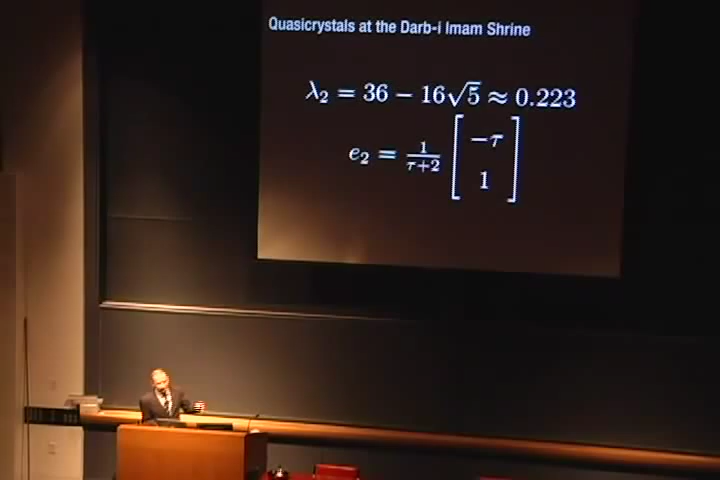 Quasicrystals at the Darb-i Imam Shrine
λ₂ = 36 − 16√5 ≈ 0.223
e₂ = 1/(τ+2) [−τ
1]